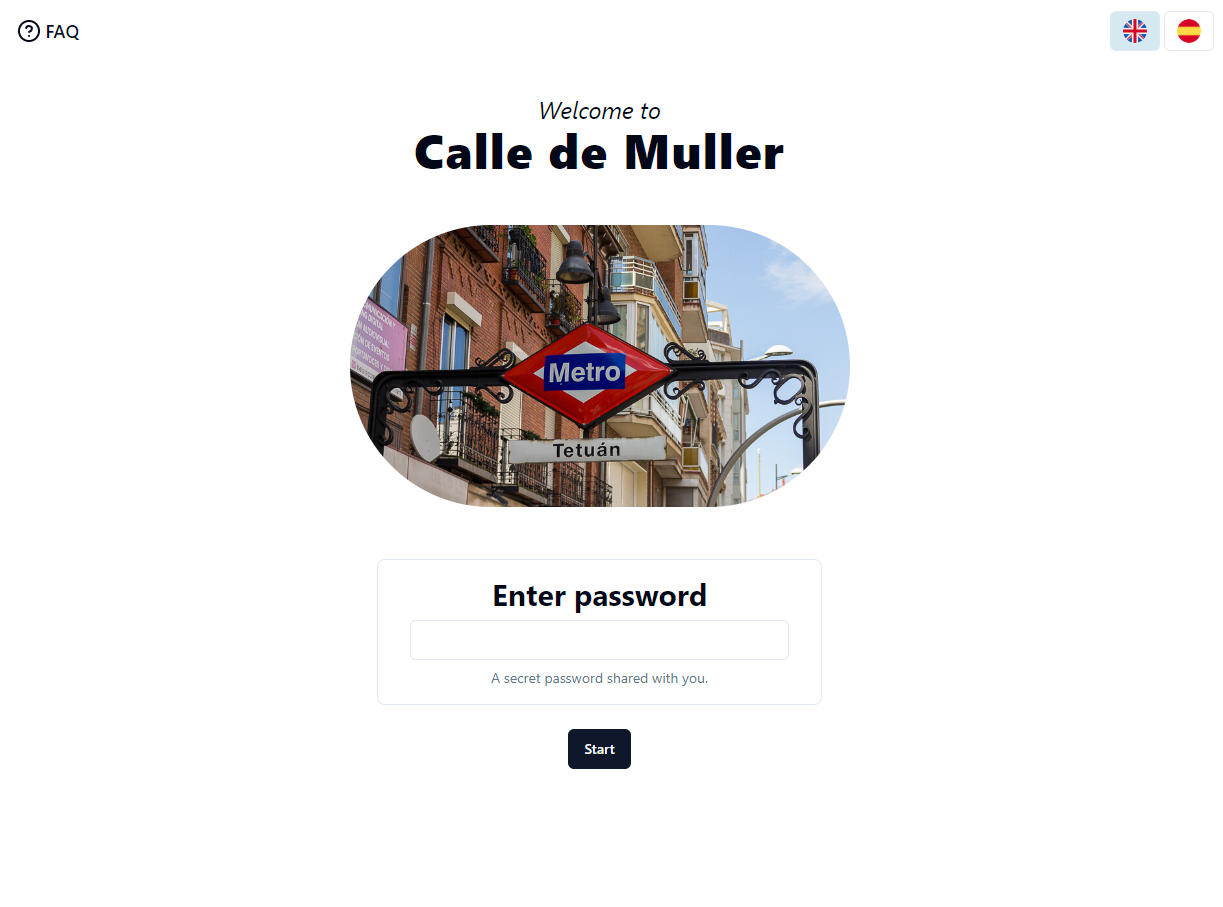 FAQ
Welcome to
Calle de Muller
Metro
Tetuán
Enter password
A secret password shared with you.
Start